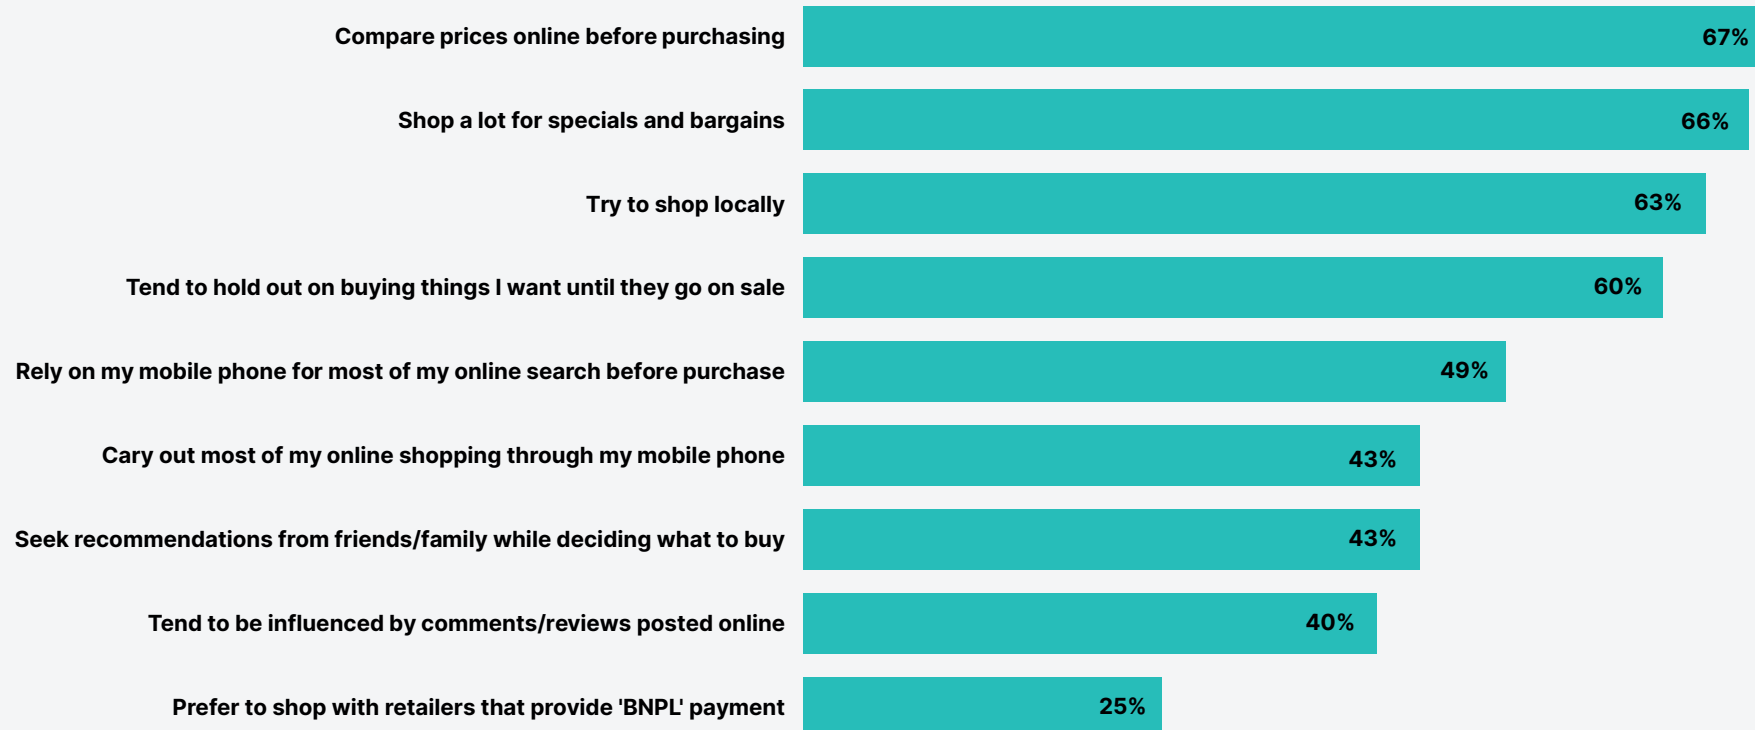 Compare prices online before purchasing 67%
Shop a lot for specials and bargains 66%
Try to shop locally 63%
Tend to hold out on buying things I want until they go on sale 60%
Rely on my mobile phone for most of my online search before purchase 49%
Cary out most of my online shopping through my mobile phone 43%
Seek recommendations from friends/family while deciding what to buy 43%
Tend to be influenced by comments/reviews posted online 40%
Prefer to shop with retailers that provide 'BNPL' payment 25%